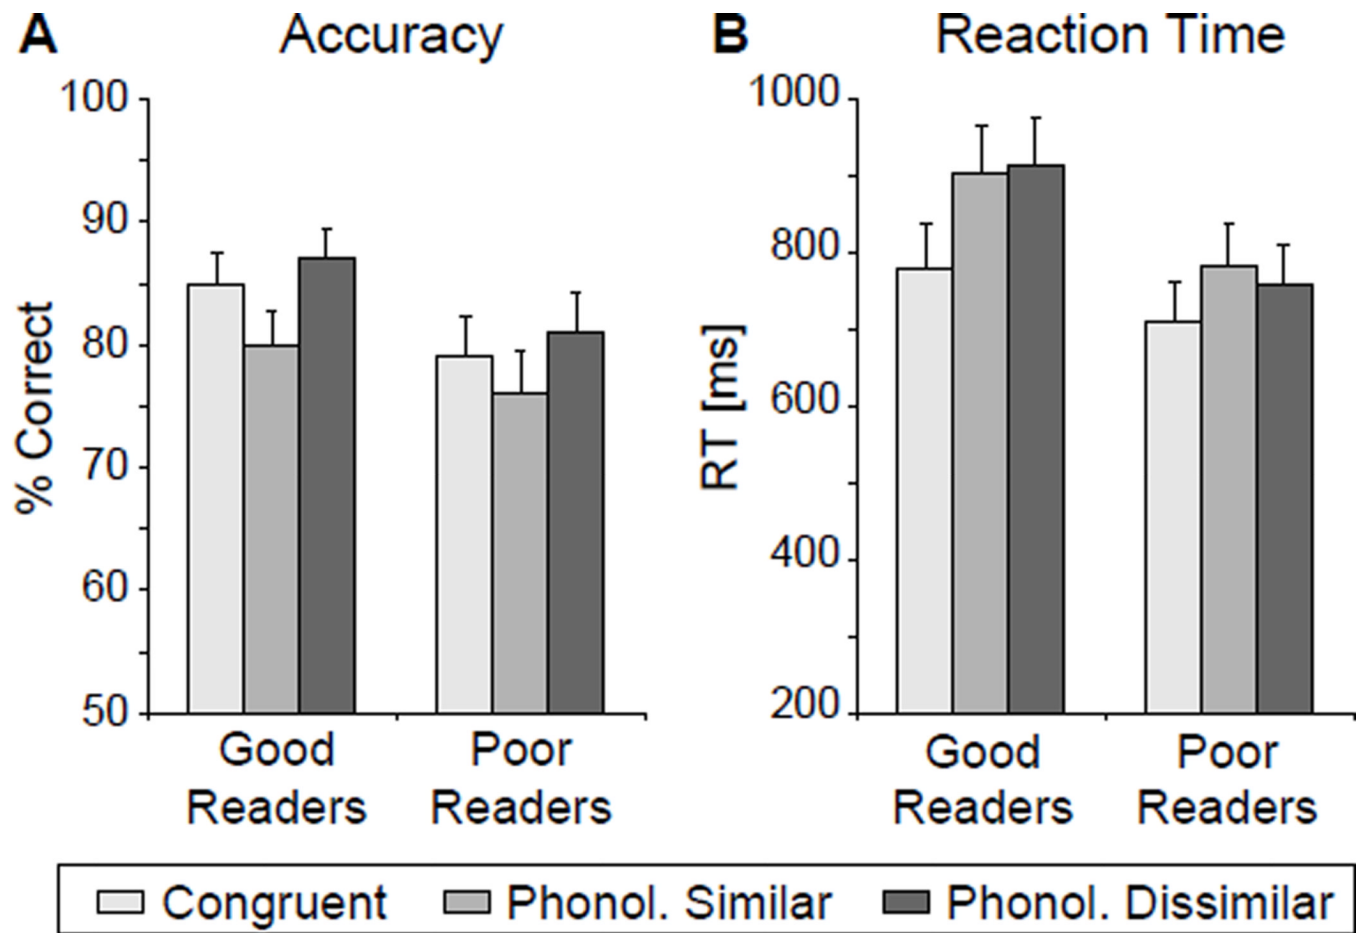 A Accuracy
100
90
80
70
60
50
% Correct
Good Readers
Poor Readers
B Reaction Time
1000
800
600
400
200
RT [ms]
Good Readers
Poor Readers
Congruent Phonol. Similar Phonol. Dissimilar